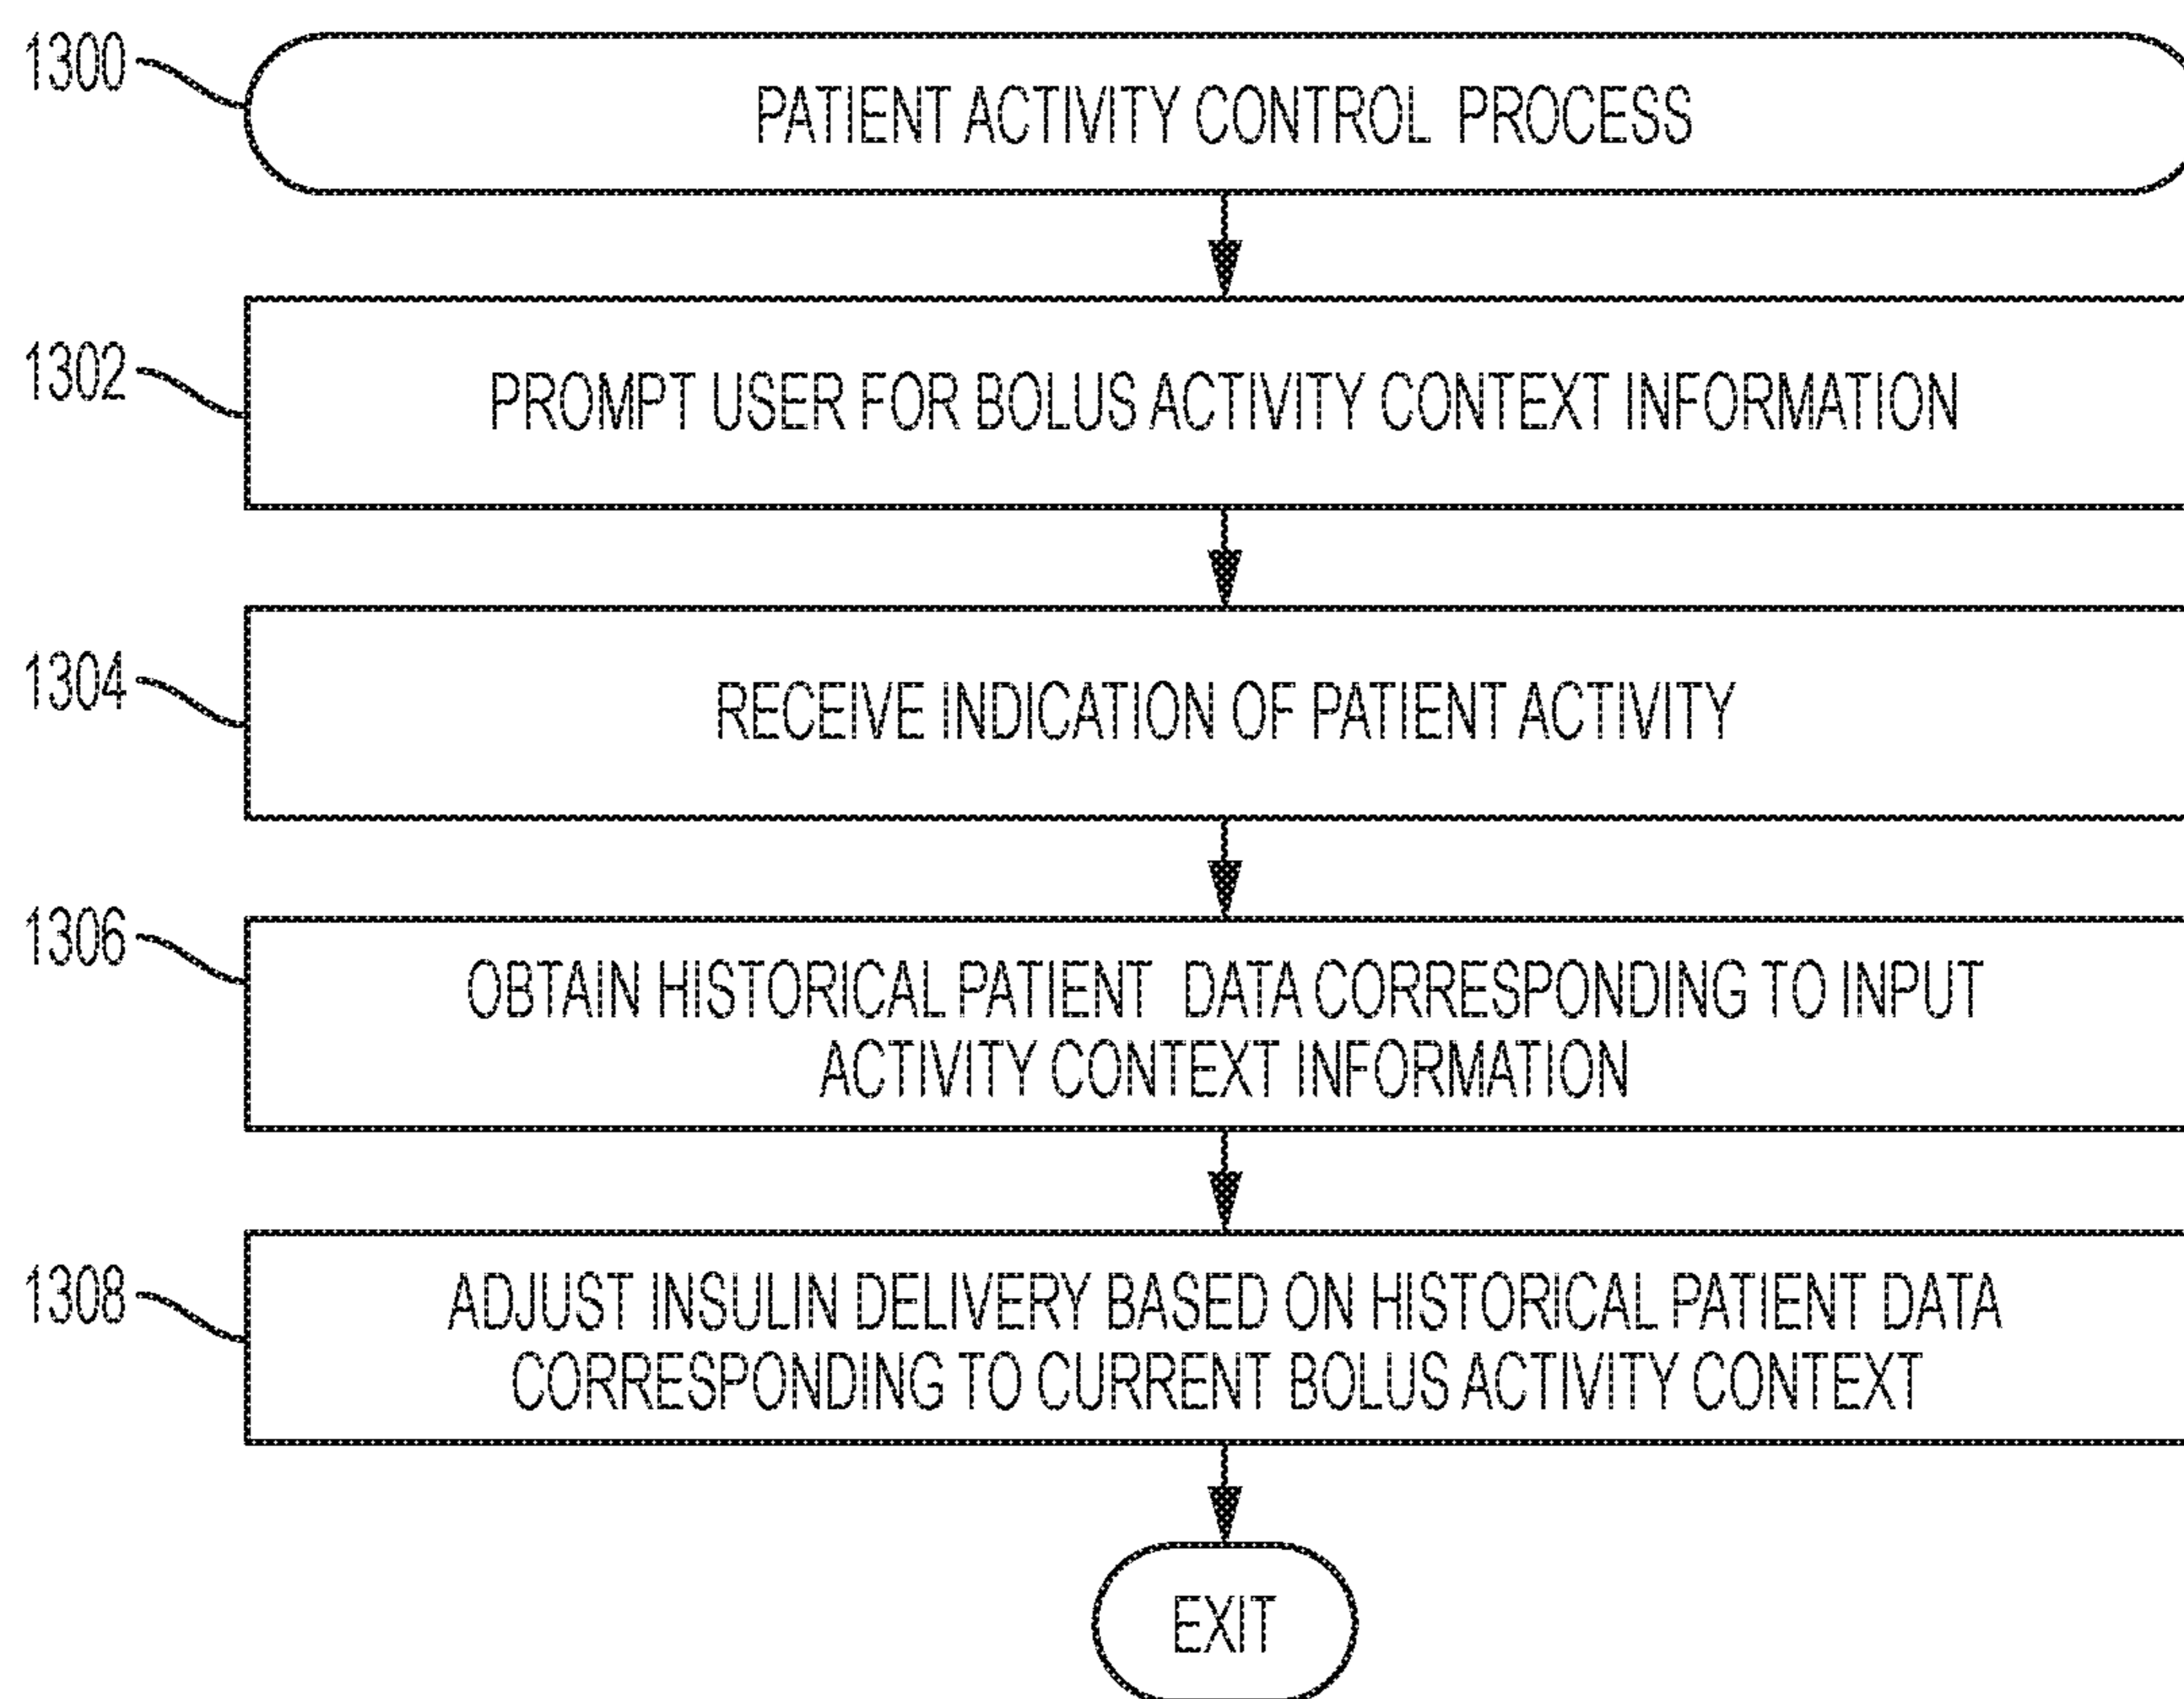 1300
PATIENT ACTIVITY CONTROL PROCESS
1302
PROMPT USER FOR BOLUS ACTIVITY CONTEXT INFORMATION
1304
RECEIVE INDICATION OF PATIENT ACTIVITY
1306
OBTAIN HISTORICAL PATIENT DATA CORRESPONDING TO INPUT
ACTIVITY CONTEXT INFORMATION
1308
ADJUST INSULIN DELIVERY BASED ON HISTORICAL PATIENT DATA
CORRESPONDING TO CURRENT BOLUS ACTIVITY CONTEXT
EXIT